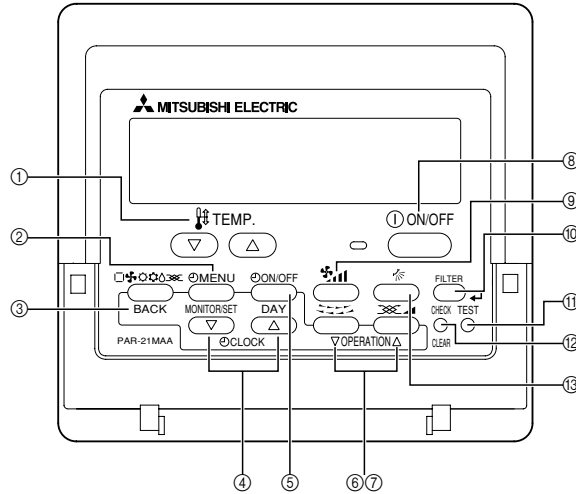 MITSUBISHI ELECTRIC
① TEMP. ON/OFF ⑧
⑨
② MENU ON/OFF FILTER ⑩
③ BACK MONITOR/SET DAY CHECK TEST ⑪
PAR-21MAA CLOCK OPERATION CLEAR ⑫
⑬
④ ⑤ ⑥⑦